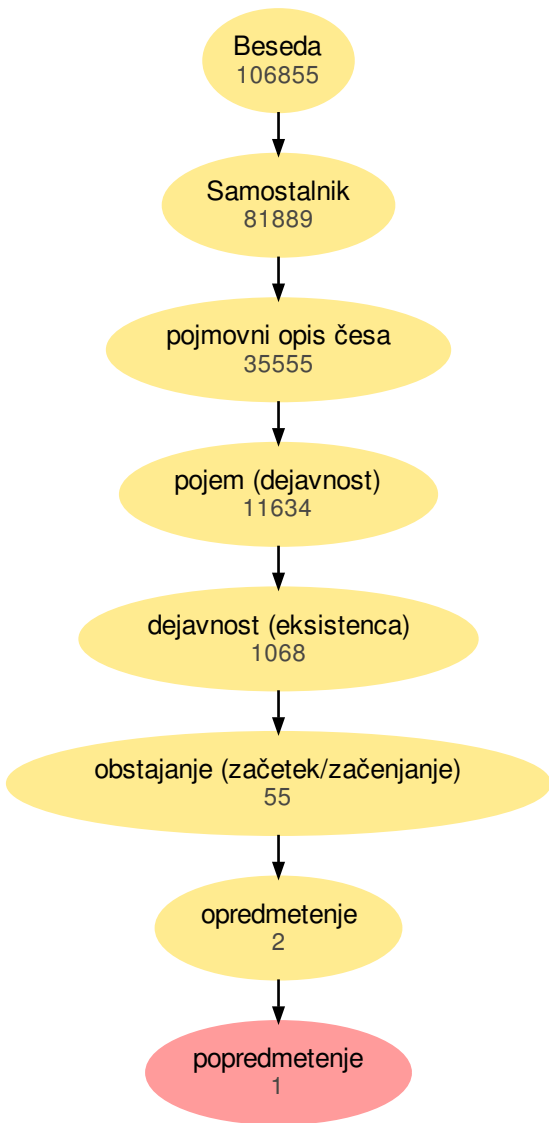 Beseda
106855
Samostalnik
81889
pojmovni opis česa
35555
pojem (dejavnost)
11634
dejavnost (eksistenca)
1068
obstajanje (začetek/začenjanje)
55
opredmetenje
2
popredmetenje
1